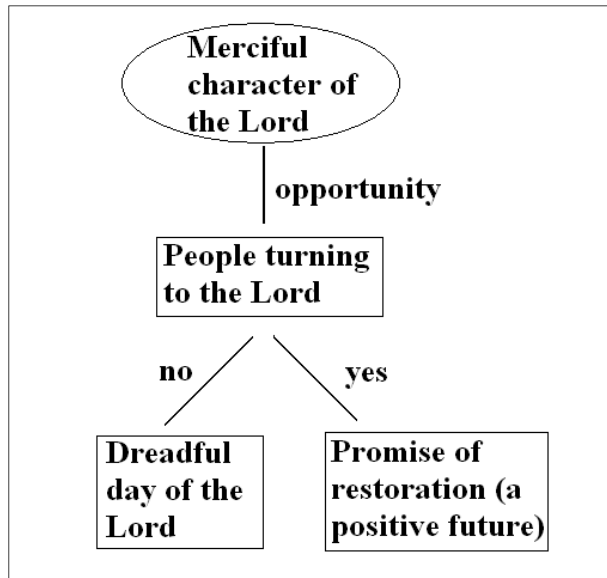 Merciful
character of
the Lord
opportunity
People turning
to the Lord
no
yes
Dreadful
day of the
Lord
Promise of
restoration (a
positive future)